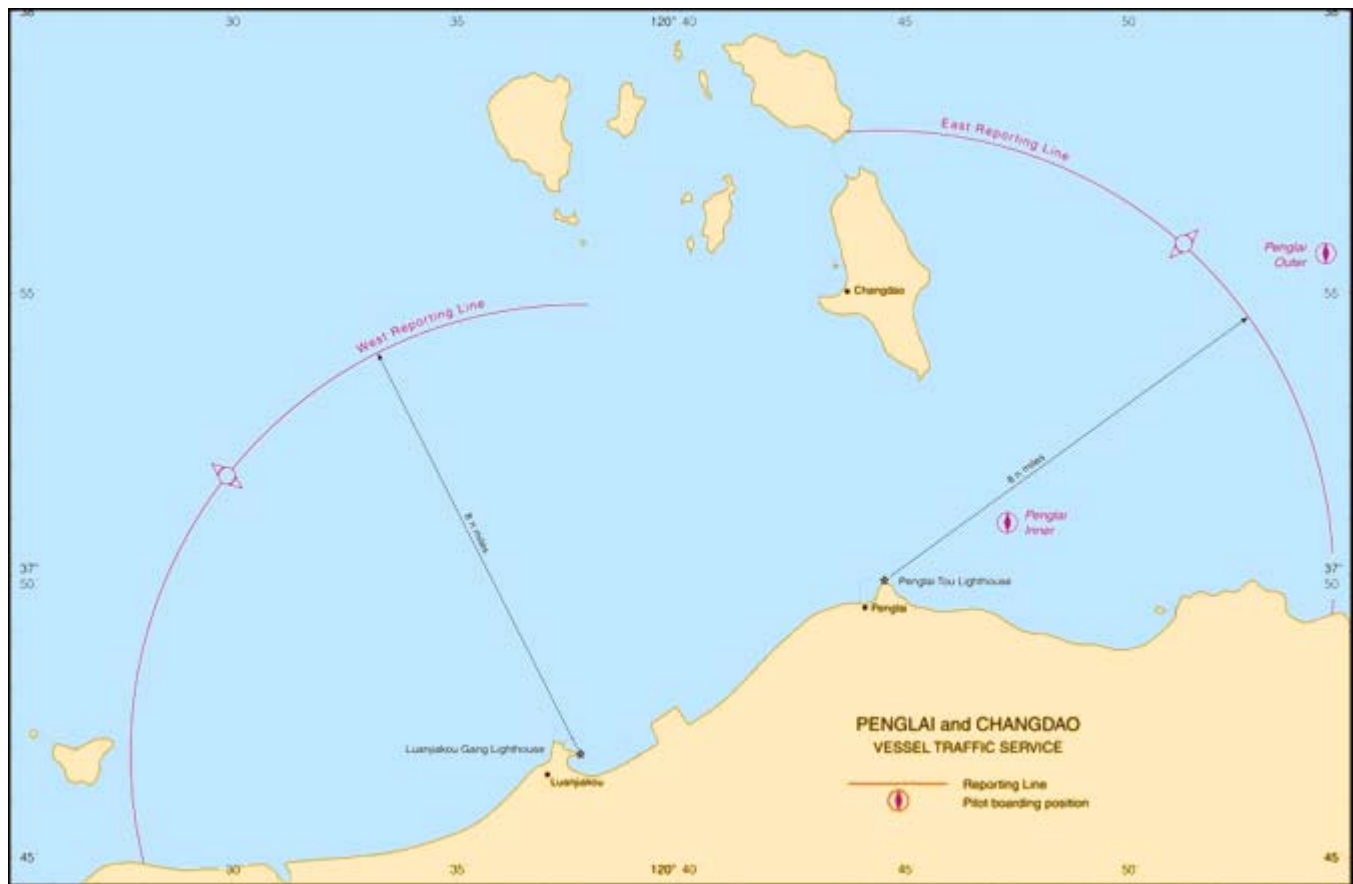 30' 35' 120° 40' 45' 50'
East Reporting Line
Penglai
Outer
55' 55'
Changdao
West Reporting Line
8 n miles
8 n miles
Penglai
Inner
37° 37°
50' 50'
Penglai Tou Lighthouse
Penglai
PENGLAI and CHANGDAO
VESSEL TRAFFIC SERVICE
Luanjiakou Gang Lighthouse
Luanjiakou
Reporting Line
Pilot boarding position
45' 45'
30' 35' 120° 40' 45' 50'